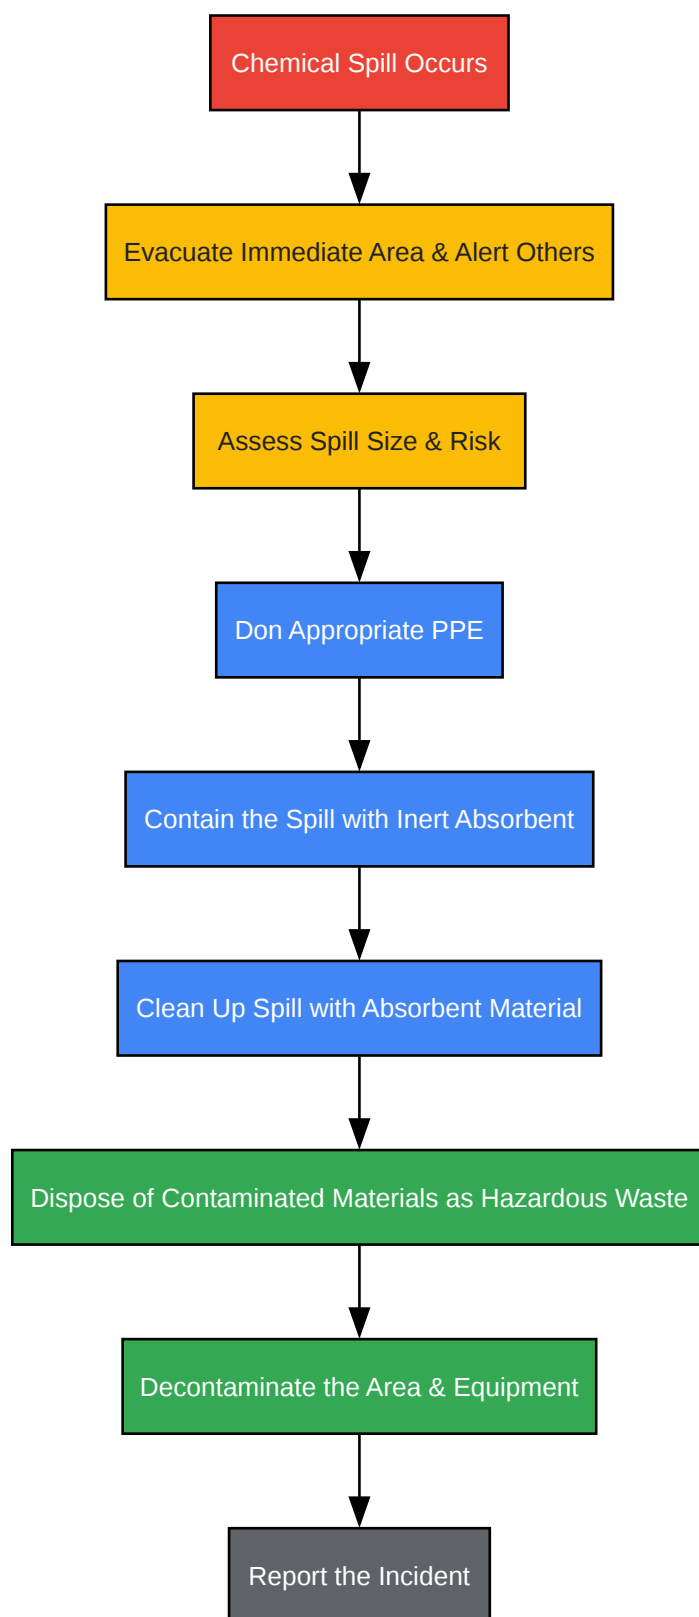 Chemical Spill Occurs
Evacuate Immediate Area & Alert Others
Assess Spill Size & Risk
Don Appropriate PPE
Contain the Spill with Inert Absorbent
Clean Up Spill with Absorbent Material
Dispose of Contaminated Materials as Hazardous Waste
Decontaminate the Area & Equipment
Report the Incident